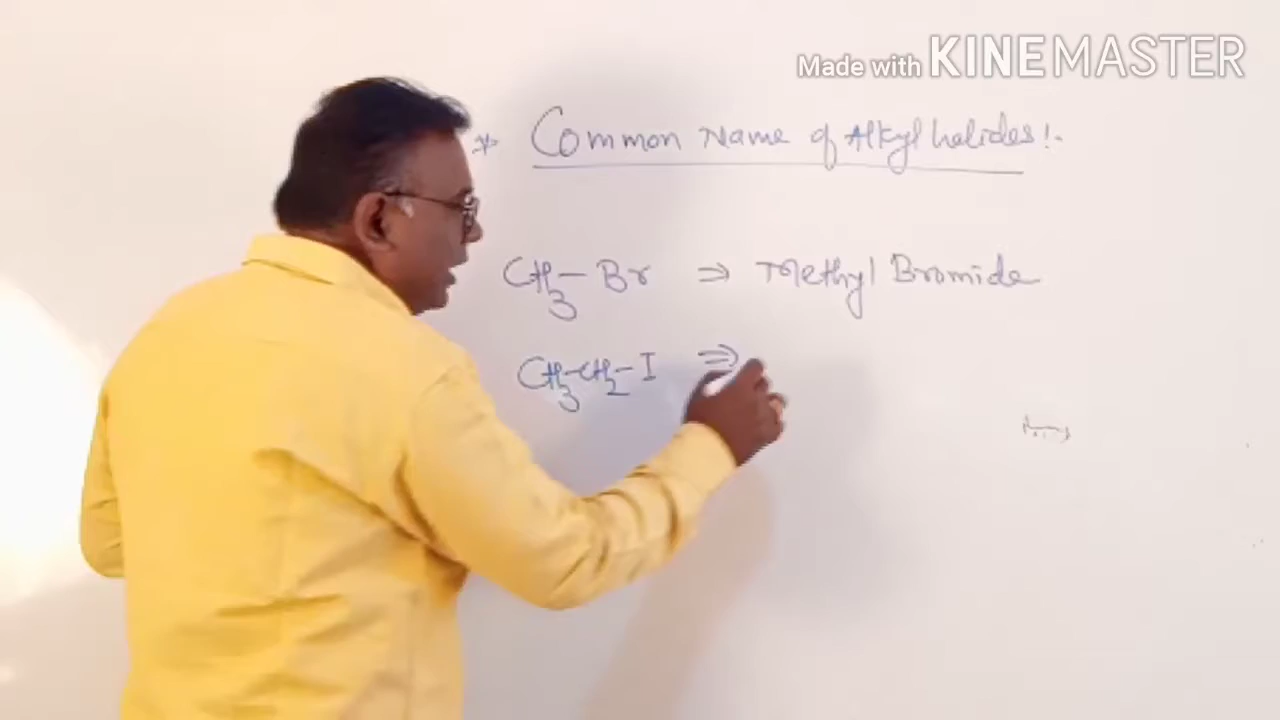 Made with KINEMASTER
* Common Name of Alkyl halides:-
CH3-Br ⇒ Methyl Bromide
CH3-CH2-I ⇒